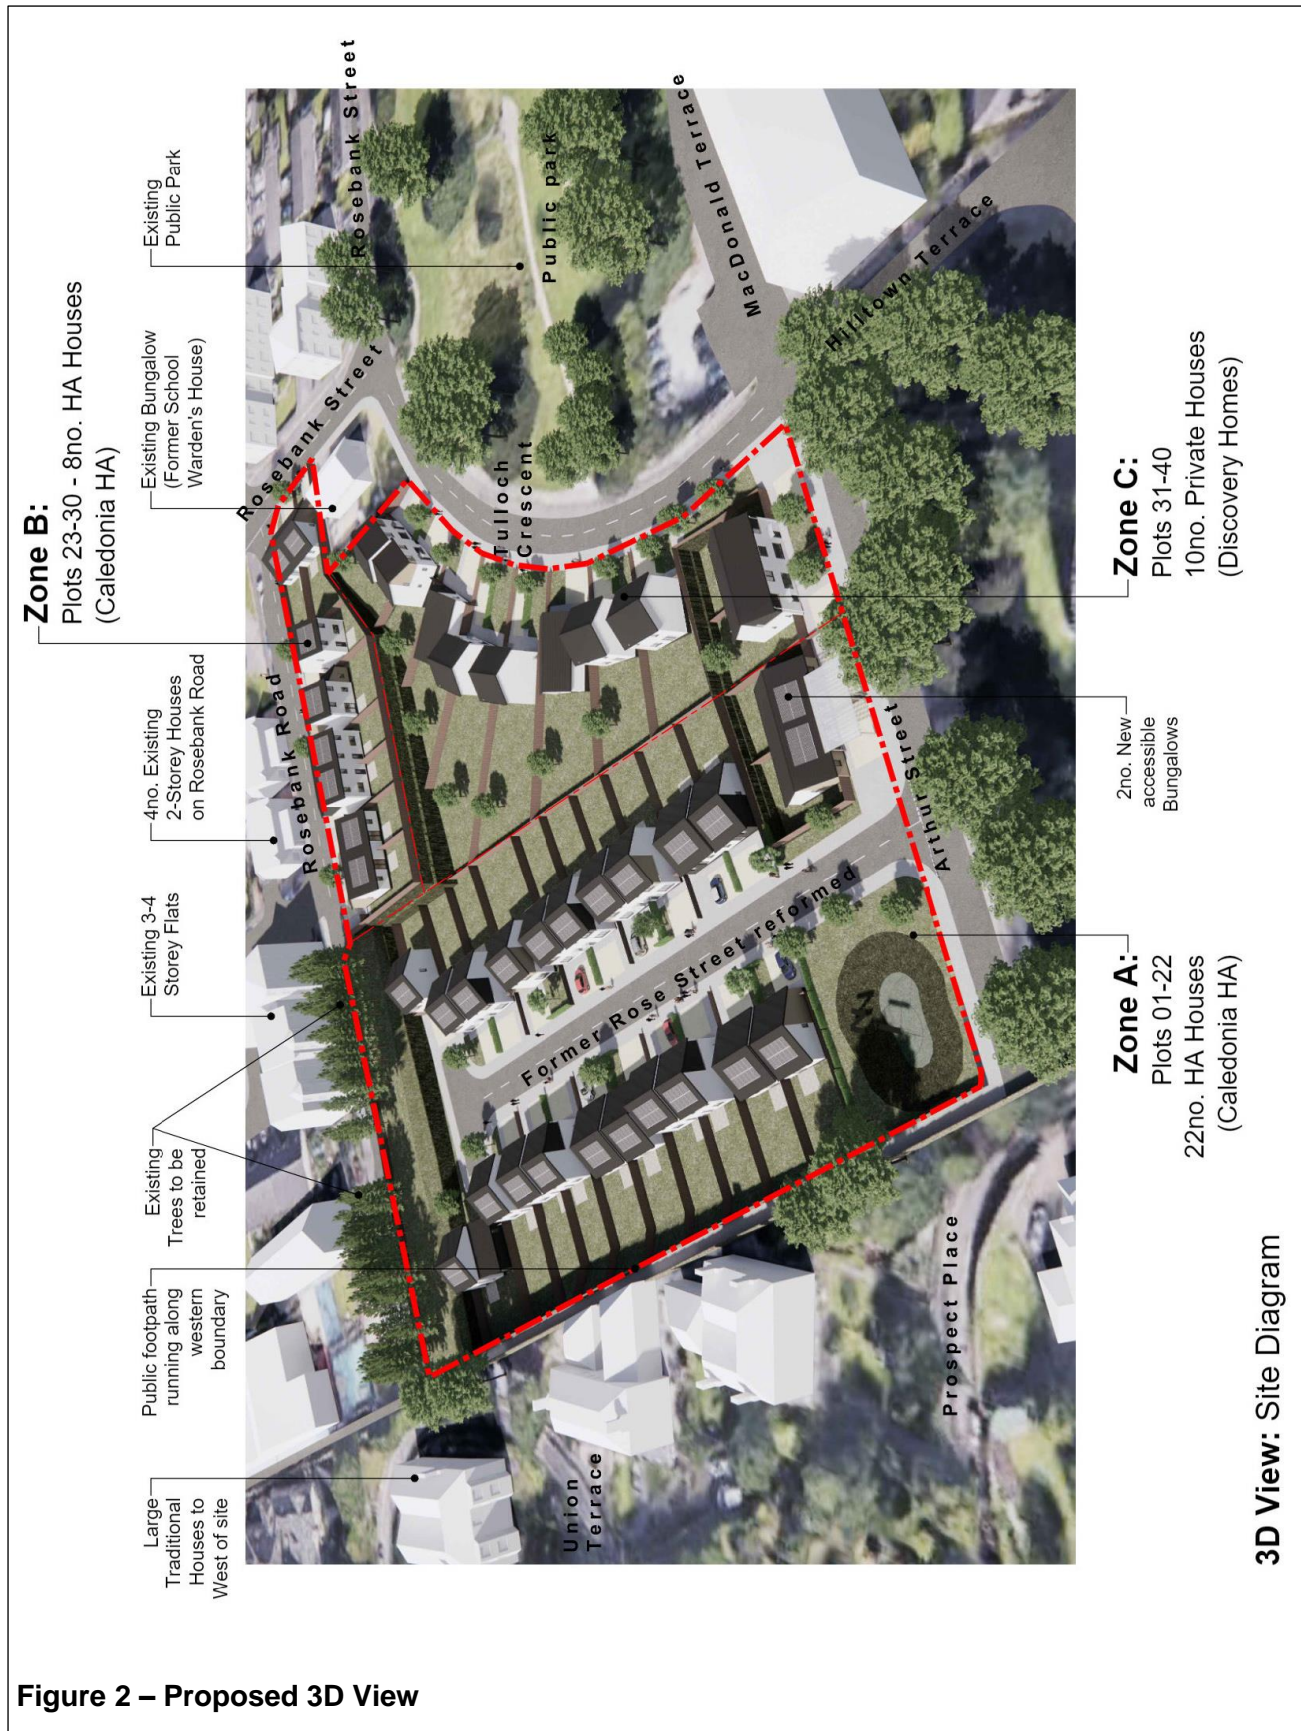 Large
Traditional
Houses to
West of site
Public footpath
running along
western
boundary
Existing
Trees to be
retained
Existing 3-4
Storey Flats
4no. Existing
2-Storey Houses
on Rosebank Road
Zone B:
Plots 23-30 - 8no. HA Houses
(Caledonia HA)
Existing Bungalow
(Former School
Warden's House)
Existing
Public Park
Rosebank Street
Rosebank Street
Rosebank Road
Public park
Tulloch
Crescent
MacDonald Terrace
Hilltown Terrace
Former Rose Street reformed
Arthur Street
Union
Terrace
Prospect Place
Zone A:
Plots 01-22
22no. HA Houses
(Caledonia HA)
2no. New
accessible
Bungalows
Zone C:
Plots 31-40
10no. Private Houses
(Discovery Homes)
3D View: Site Diagram
Figure 2 – Proposed 3D View